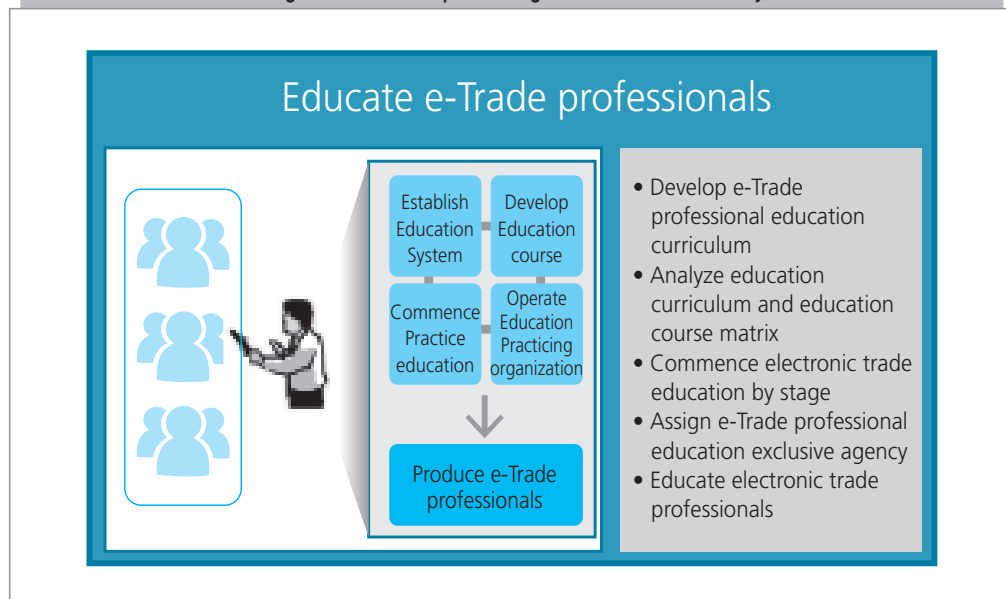 Educate e-Trade professionals
Establish
Education
System
Develop
Education
course
Commence
Practice
education
Operate
Education
Practicing
organization
Produce e-Trade
professionals
• Develop e-Trade
professional education
curriculum
• Analyze education
curriculum and education
course matrix
• Commence electronic trade
education by stage
• Assign e-Trade professional
education exclusive agency
• Educate electronic trade
professionals